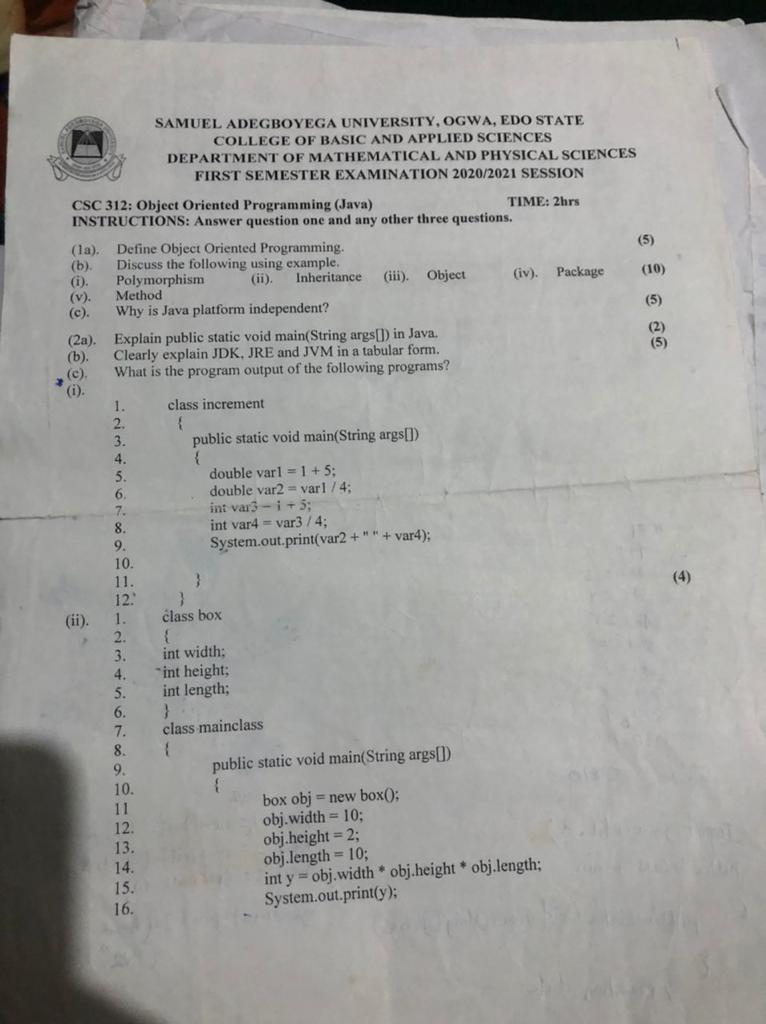 SAMUEL ADEGBOYEGA UNIVERSITY, OGWA, EDO STATE
COLLEGE OF BASIC AND APPLIED SCIENCES
DEPARTMENT OF MATHEMATICAL AND PHYSICAL SCIENCES
FIRST SEMESTER EXAMINATION 2020/2021 SESSION
CSC 312: Object Oriented Programming (Java) TIME: 2hrs
INSTRUCTIONS: Answer question one and any other three questions.
(1a). Define Object Oriented Programming. (5)
(b). Discuss the following using example.
(i). Polymorphism (ii). Inheritance (iii). Object (iv). Package (10)
(v). Method
(c). Why is Java platform independent? (5)
(2a). Explain public static void main(String args[]) in Java. (2)
(b). Clearly explain JDK, JRE and JVM in a tabular form. (5)
(c). What is the program output of the following programs?
(i).
1. class increment
2. {
3. public static void main(String args[])
4. {
5. double var1 = 1 + 5;
6. double var2 = var1 / 4;
7. int var3 = 1 + 5;
8. int var4 = var3 / 4;
9. System.out.print(var2 + " " + var4);
10.
11. } (4)
12. }
(ii). 1. class box
2. {
3. int width;
4. int height;
5. int length;
6. }
7. class mainclass
8. {
9. public static void main(String args[])
10. {
11 box obj = new box();
12. obj.width = 10;
13. obj.height = 2;
14. obj.length = 10;
15. int y = obj.width * obj.height * obj.length;
16. System.out.print(y);